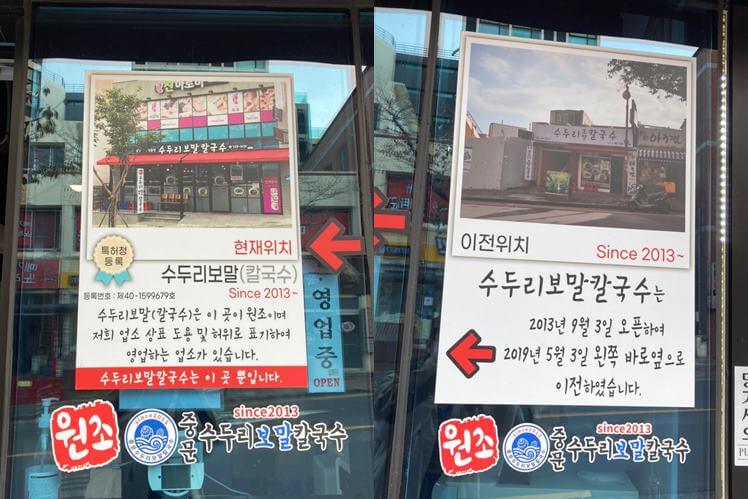 수두리보말칼국수
특허청
등록
현재위치
수두리보말(칼국수)
등록번호 : 제40-1599679호
Since 2013~
수두리보말(칼국수)은 이 곳이 원조이며
저희 업소 상표 도용 및 허위로 표기하여
영업하는 업소가 있습니다.
수두리보말칼국수는 이 곳 뿐입니다.
영업중
OPEN
원조
since2013
중문
수두리보말칼국수
이전위치
Since 2013~
수두리보말칼국수는
2013년 9월 3일 오픈하여
2019년 5월 3일 왼쪽 바로옆으로
이전하였습니다.
원조
since2013
중문
수두리보말칼국수